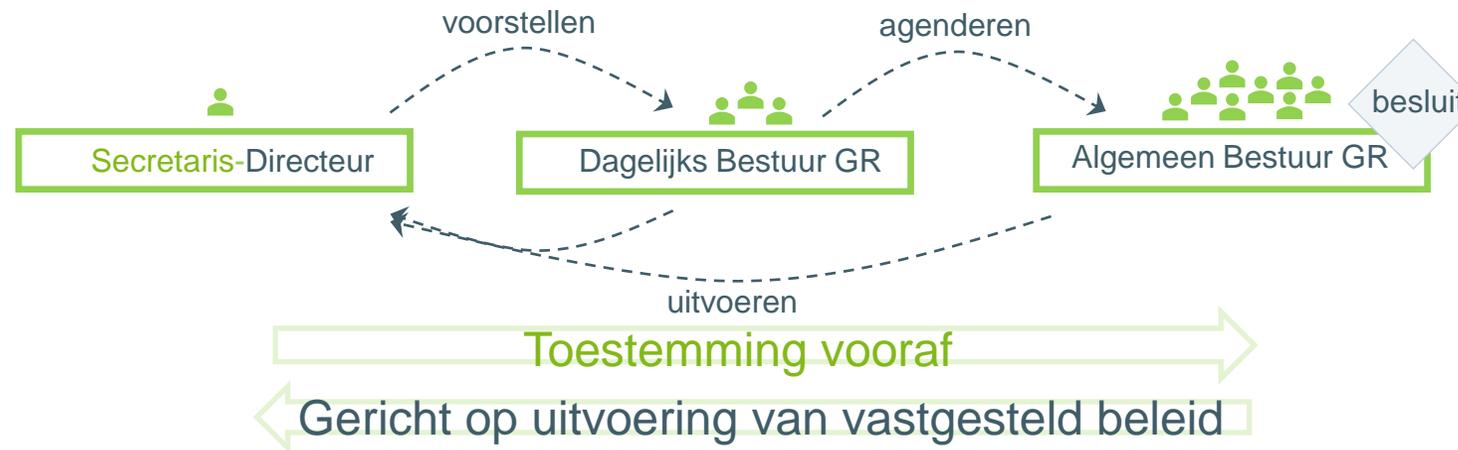 voorstellen
agenderen
besluit
Secretaris-Directeur
Dagelijks Bestuur GR
Algemeen Bestuur GR
uitvoeren
Toestemming vooraf
Gericht op uitvoering van vastgesteld beleid